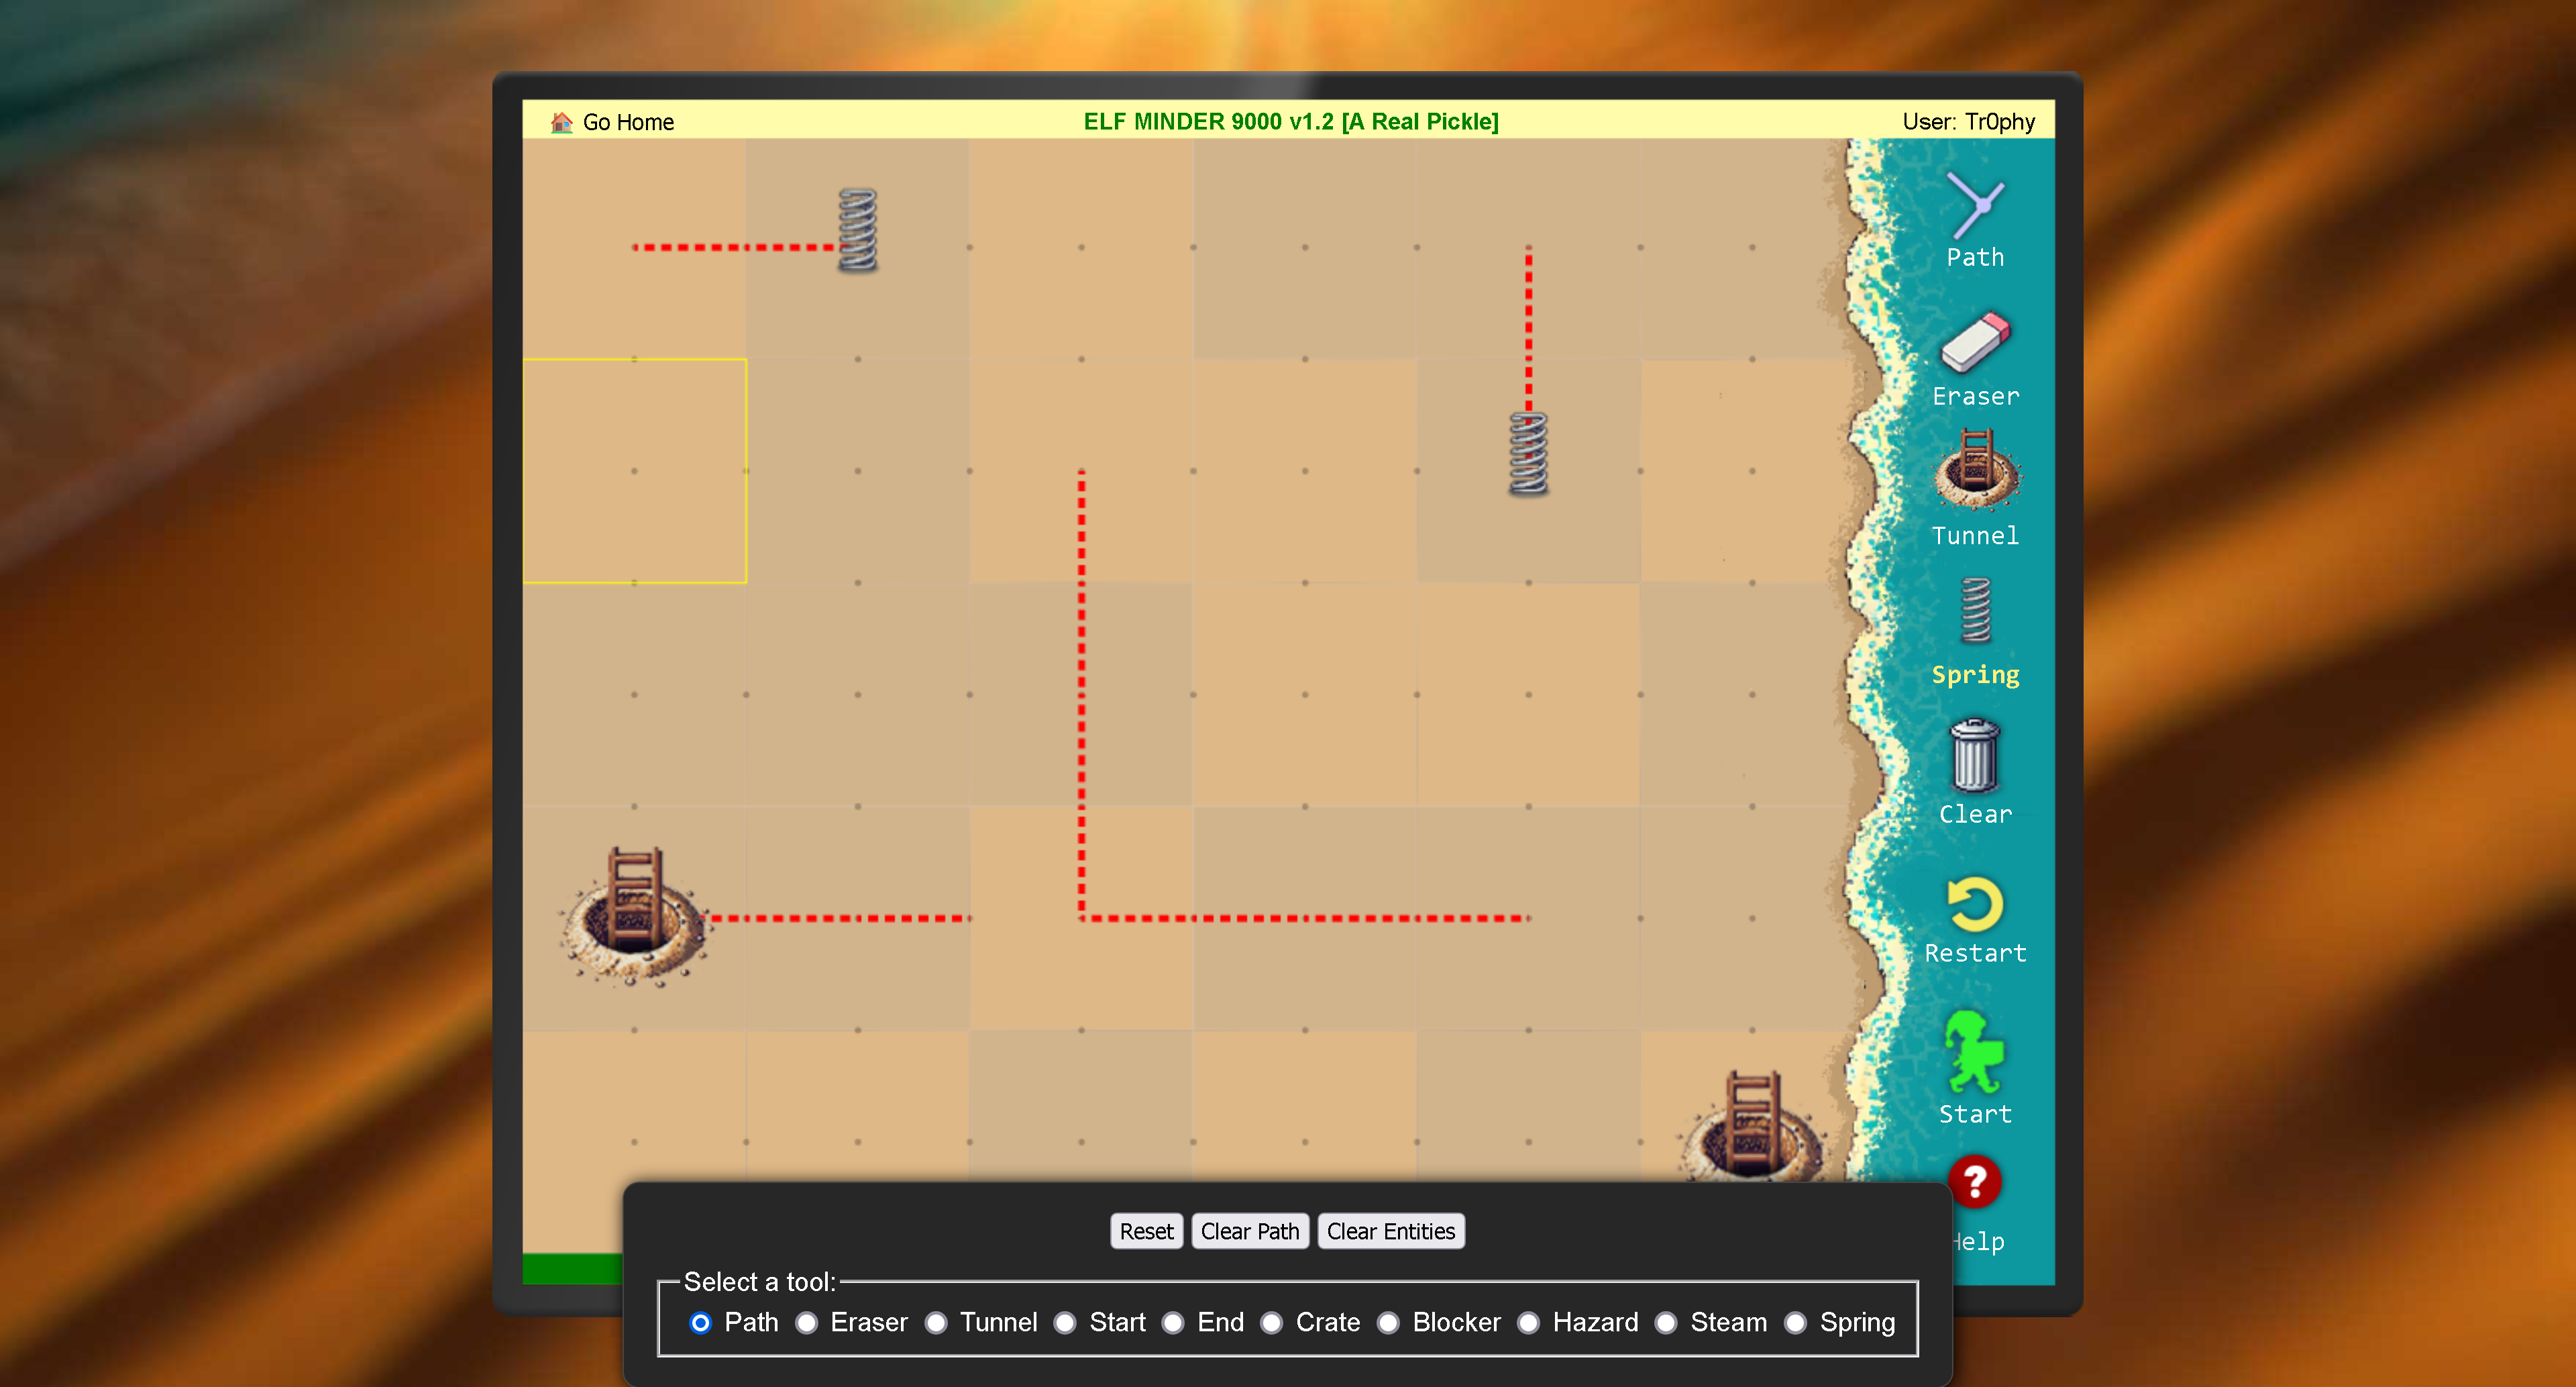 Go Home
ELF MINDER 9000 v1.2 [A Real Pickle]
User: Tr0phy
Path
Eraser
Tunnel
Spring
Clear
Restart
Start
?
Help
Reset Clear Path Clear Entities
Select a tool:
Path Eraser Tunnel Start End Crate Blocker Hazard Steam Spring